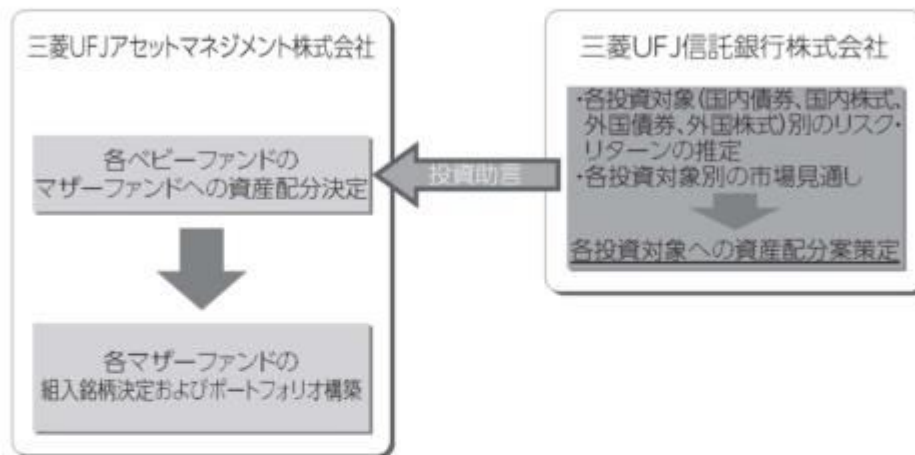 三菱UFJアセットマネジメント株式会社
各ベビーファンドの
マザーファンドへの資産配分決定
各マザーファンドの
組入銘柄決定およびポートフォリオ構築
投資助言
三菱UFJ信託銀行株式会社
・各投資対象(国内債券、国内株式、
外国債券、外国株式)別のリスク・
リターンの推定
・各投資対象別の市場見通し
各投資対象への資産配分案策定